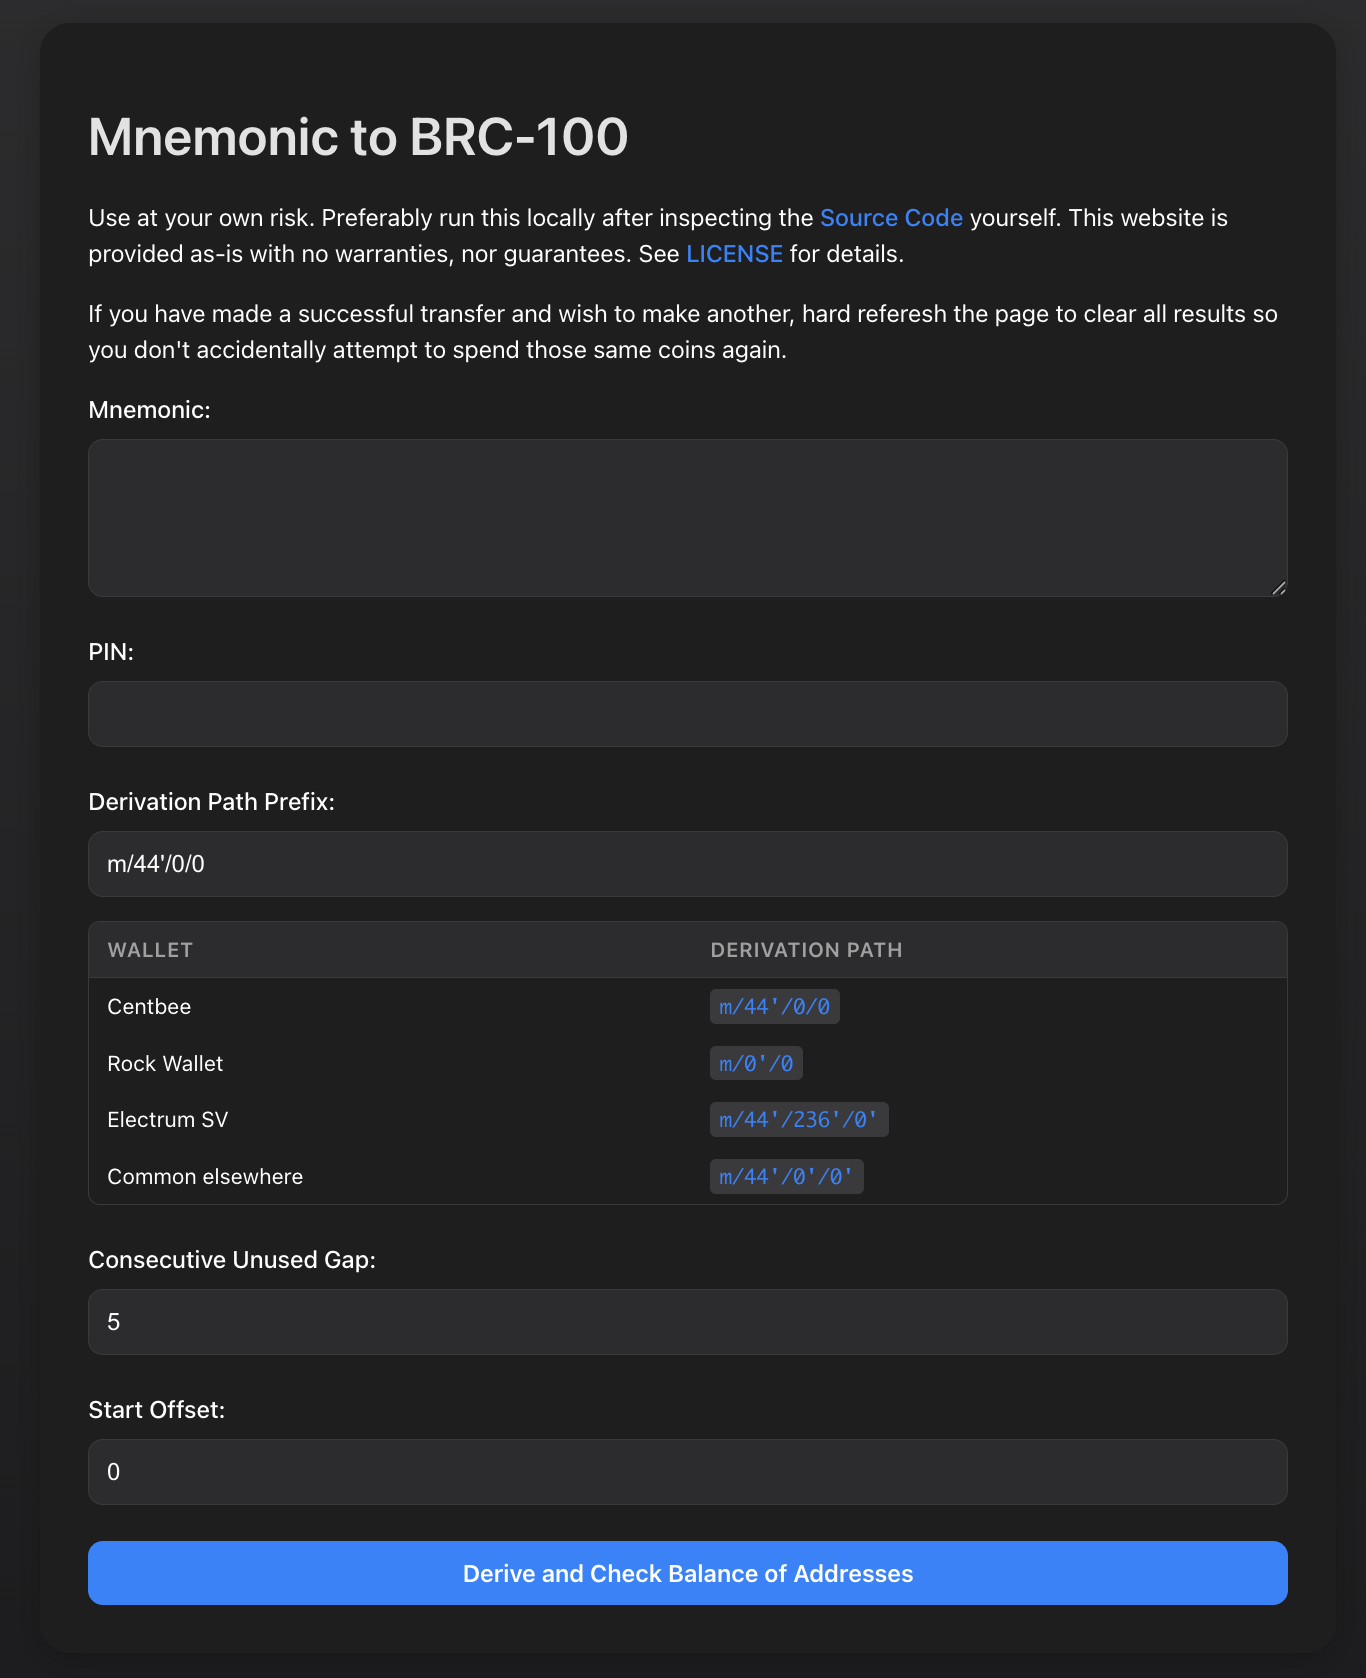 Mnemonic to BRC-100
Use at your own risk. Preferably run this locally after inspecting the Source Code yourself. This website is
provided as-is with no warranties, nor guarantees. See LICENSE for details.
If you have made a successful transfer and wish to make another, hard referesh the page to clear all results so
you don't accidentally attempt to spend those same coins again.
Mnemonic:
PIN:
Derivation Path Prefix:
m/44'/0/0
WALLET DERIVATION PATH
Centbee m/44'/0/0
Rock Wallet m/0'/0
Electrum SV m/44'/236'/0'
Common elsewhere m/44'/0'/0'
Consecutive Unused Gap:
5
Start Offset:
0
Derive and Check Balance of Addresses